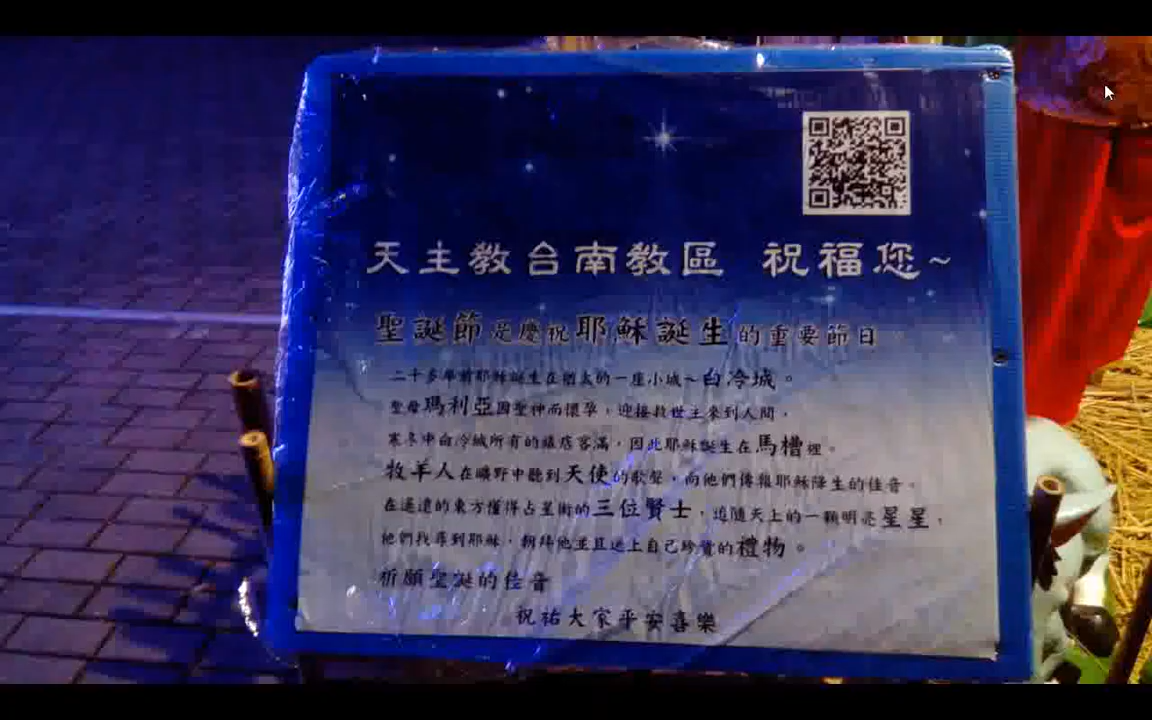 天主教台南教區 祝福您~
聖誕節是慶祝耶穌誕生的重要節日
二千多年前耶穌誕生在猶太的一座小城~白冷城。
聖母瑪利亞因聖神而懷孕，迎接救世主來到人間，
寒冬中白冷城所有的旅店客滿，因此耶穌誕生在馬槽裡。
牧羊人在曠野中聽到天使的歌聲，向他們傳報耶穌降生的佳音。
在遙遠的東方懂得占星術的三位賢士，追隨天上的一顆明亮星星，
他們找尋到耶穌，朝拜他並且送上自己珍貴的禮物。
祈願聖誕的佳音
祝祐大家平安喜樂